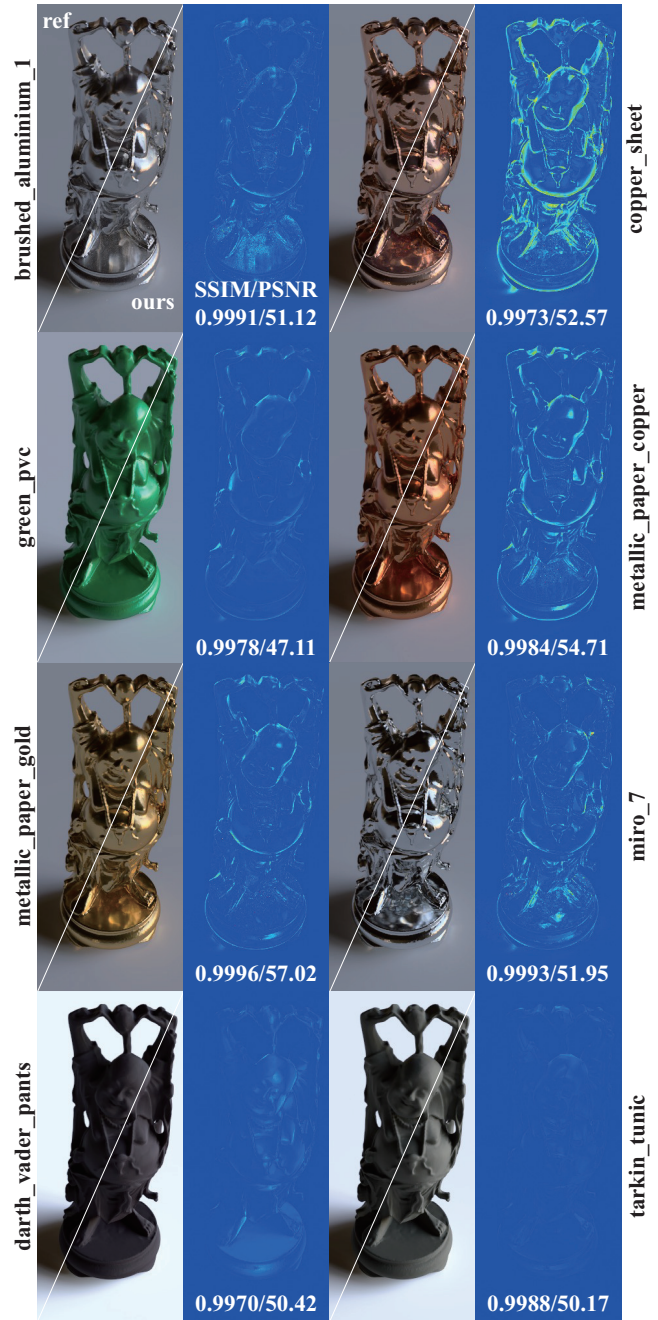 ref
ours
brushed_aluminium_1
SSIM/PSNR
0.9991/51.12
copper_sheet
0.9973/52.57
green_pvc
0.9978/47.11
metallic_paper_copper
0.9984/54.71
metallic_paper_gold
0.9996/57.02
miro_7
0.9993/51.95
darth_vader_pants
0.9970/50.42
tarkin_tunic
0.9988/50.17